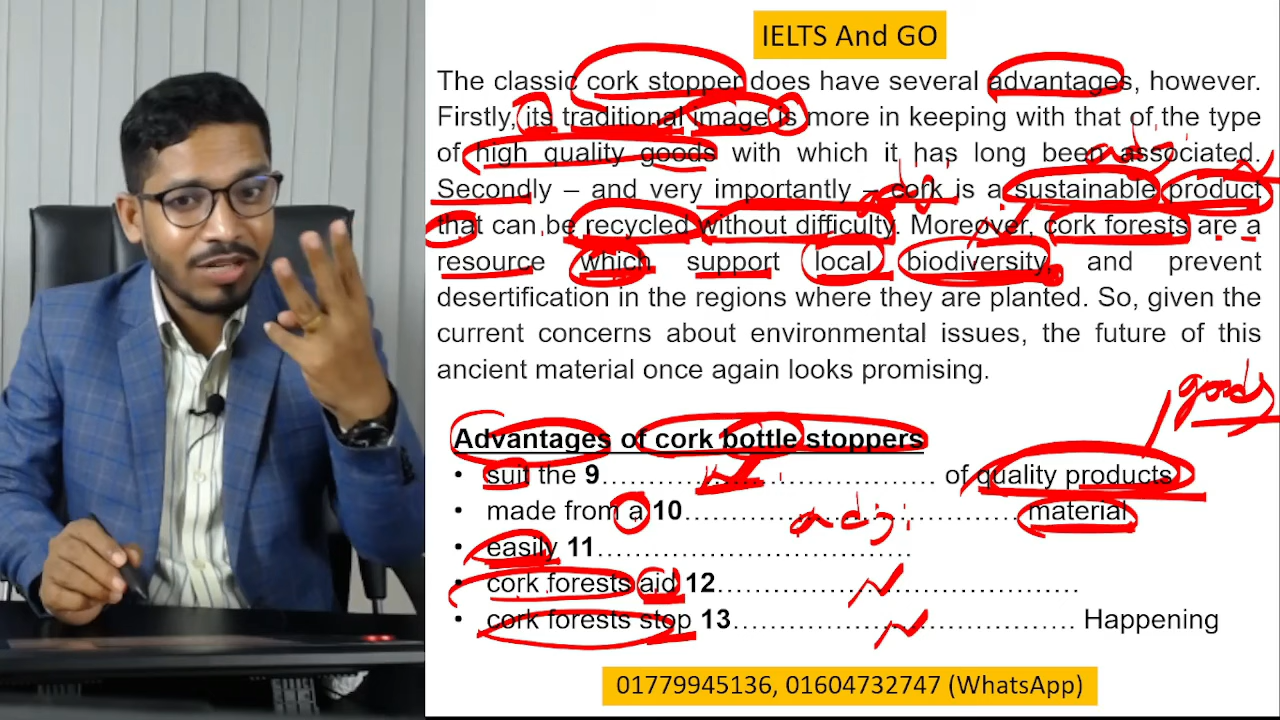 IELTS And GO
The classic cork stopper does have several advantages, however.
Firstly, its traditional image is more in keeping with that of the type
of high quality goods with which it has long been associated.
Secondly – and very importantly – cork is a sustainable product
that can be recycled without difficulty. Moreover, cork forests are a
resource which support local biodiversity, and prevent
desertification in the regions where they are planted. So, given the
current concerns about environmental issues, the future of this
ancient material once again looks promising.
goods
Advantages of cork bottle stoppers
• suit the 9........................................ of quality products
• made from a 10........................................ material
adj.
• easily 11........................................
• cork forests aid 12........................................
N
• cork forests stop 13........................................ Happening
N
01779945136, 01604732747 (WhatsApp)